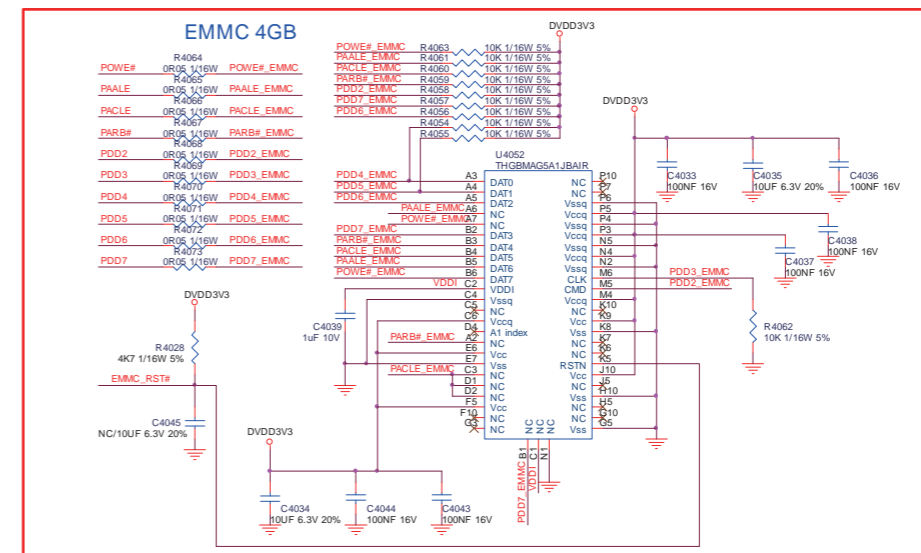 EMMC 4GB
R4064
POWE# 0R05 1/16W POWE#_EMMC
R4065
PAALE 0R05 1/16W PAALE_EMMC
R4066
PACLE 0R05 1/16W PACLE_EMMC
R4067
PARB# 0R05 1/16W PARB#_EMMC
R4068
PDD2 0R05 1/16W PDD2_EMMC
R4069
PDD3 0R05 1/16W PDD3_EMMC
R4070
PDD4 0R05 1/16W PDD4_EMMC
R4071
PDD5 0R05 1/16W PDD5_EMMC
R4072
PDD6 0R05 1/16W PDD6_EMMC
R4073
PDD7 0R05 1/16W PDD7_EMMC
DVDD3V3
POWE#_EMMC R4063 10K 1/16W 5%
PAALE_EMMC R4061 10K 1/16W 5%
PACLE_EMMC R4060 10K 1/16W 5%
PARB#_EMMC R4059 10K 1/16W 5%
PDD2_EMMC R4058 10K 1/16W 5%
PDD7_EMMC R4057 10K 1/16W 5%
PDD6_EMMC R4056 10K 1/16W 5%
R4054 10K 1/16W 5%
R4055 10K 1/16W 5%
U4052
THGBMAG5A1JBAIR
PDD4_EMMC A3 DAT0
PDD5_EMMC A4 DAT1
PDD6_EMMC A5 DAT2
PAALE_EMMC A6 NC
POWE#_EMMC A7 DAT3
PDD7_EMMC B2 DAT4
PARB#_EMMC B3 DAT5
PACLE_EMMC B4 DAT6
PAALE_EMMC B5 DAT7
POWE#_EMMC B6
VDDI C2 VDDI
C4 Vssq
C5 NC
C6 Vccq
D4 A1 index
PARB#_EMMC A2 NC
E6 Vcc
E7 Vss
PACLE_EMMC C3 NC
D1 NC
D2 NC
F5 Vcc
F10 NC
G3 NC
P10 NC
P7 NC
P6 Vssq
P5 Vccq
P4 Vssq
P3 Vccq
N5 Vssq
N4 Vccq
N2 Vssq
M6 CLK PDD3_EMMC
M5 CMD PDD2_EMMC
M4 Vccq
K10 NC
K9 Vcc
K8 Vss
K7 NC
K6 NC
K5 RSTN
J10 Vcc
J5 NC
H10 Vss
H5 NC
G10 NC
G5 Vss
NC NC NC
B1 C1 N1
PDD7_EMMC
VDDI
DVDD3V3
C4033
100NF 16V
C4035
10UF 6.3V 20%
C4036
100NF 16V
C4038
100NF 16V
C4037
100NF 16V
R4062
10K 1/16W 5%
C4039
1uF 10V
DVDD3V3
R4028
4K7 1/16W 5%
EMMC_RST#
C4045
NC/10UF 6.3V 20%
DVDD3V3
C4034
10UF 6.3V 20%
C4044
100NF 16V
C4043
100NF 16V